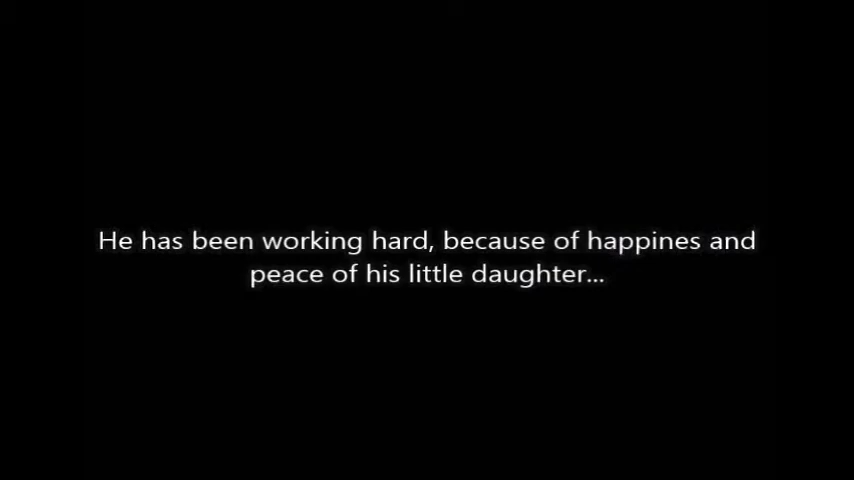 He has been working hard, because of happines and
peace of his little daughter...